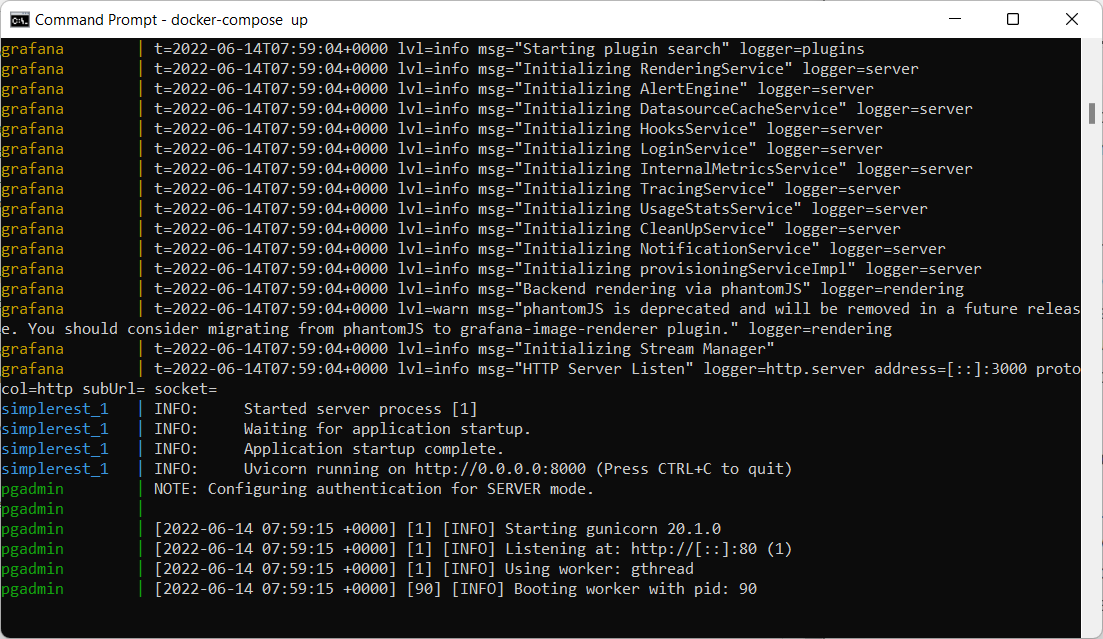 Command Prompt - docker-compose  up
grafana        | t=2022-06-14T07:59:04+0000 lvl=info msg="Starting plugin search" logger=plugins
grafana        | t=2022-06-14T07:59:04+0000 lvl=info msg="Initializing RenderingService" logger=server
grafana        | t=2022-06-14T07:59:04+0000 lvl=info msg="Initializing AlertEngine" logger=server
grafana        | t=2022-06-14T07:59:04+0000 lvl=info msg="Initializing DatasourceCacheService" logger=server
grafana        | t=2022-06-14T07:59:04+0000 lvl=info msg="Initializing HooksService" logger=server
grafana        | t=2022-06-14T07:59:04+0000 lvl=info msg="Initializing LoginService" logger=server
grafana        | t=2022-06-14T07:59:04+0000 lvl=info msg="Initializing InternalMetricsService" logger=server
grafana        | t=2022-06-14T07:59:04+0000 lvl=info msg="Initializing TracingService" logger=server
grafana        | t=2022-06-14T07:59:04+0000 lvl=info msg="Initializing UsageStatsService" logger=server
grafana        | t=2022-06-14T07:59:04+0000 lvl=info msg="Initializing CleanUpService" logger=server
grafana        | t=2022-06-14T07:59:04+0000 lvl=info msg="Initializing NotificationService" logger=server
grafana        | t=2022-06-14T07:59:04+0000 lvl=info msg="Initializing provisioningServiceImpl" logger=server
grafana        | t=2022-06-14T07:59:04+0000 lvl=info msg="Backend rendering via phantomJS" logger=rendering
grafana        | t=2022-06-14T07:59:04+0000 lvl=warn msg="phantomJS is deprecated and will be removed in a future releas
e. You should consider migrating from phantomJS to grafana-image-renderer plugin." logger=rendering
grafana        | t=2022-06-14T07:59:04+0000 lvl=info msg="Initializing Stream Manager"
grafana        | t=2022-06-14T07:59:04+0000 lvl=info msg="HTTP Server Listen" logger=http.server address=[::]:3000 proto
col=http subUrl= socket=
simplerest_1   | INFO:     Started server process [1]
simplerest_1   | INFO:     Waiting for application startup.
simplerest_1   | INFO:     Application startup complete.
simplerest_1   | INFO:     Uvicorn running on http://0.0.0.0:8000 (Press CTRL+C to quit)
pgadmin        | NOTE: Configuring authentication for SERVER mode.
pgadmin        |
pgadmin        | [2022-06-14 07:59:15 +0000] [1] [INFO] Starting gunicorn 20.1.0
pgadmin        | [2022-06-14 07:59:15 +0000] [1] [INFO] Listening at: http://[::]:80 (1)
pgadmin        | [2022-06-14 07:59:15 +0000] [1] [INFO] Using worker: gthread
pgadmin        | [2022-06-14 07:59:15 +0000] [90] [INFO] Booting worker with pid: 90